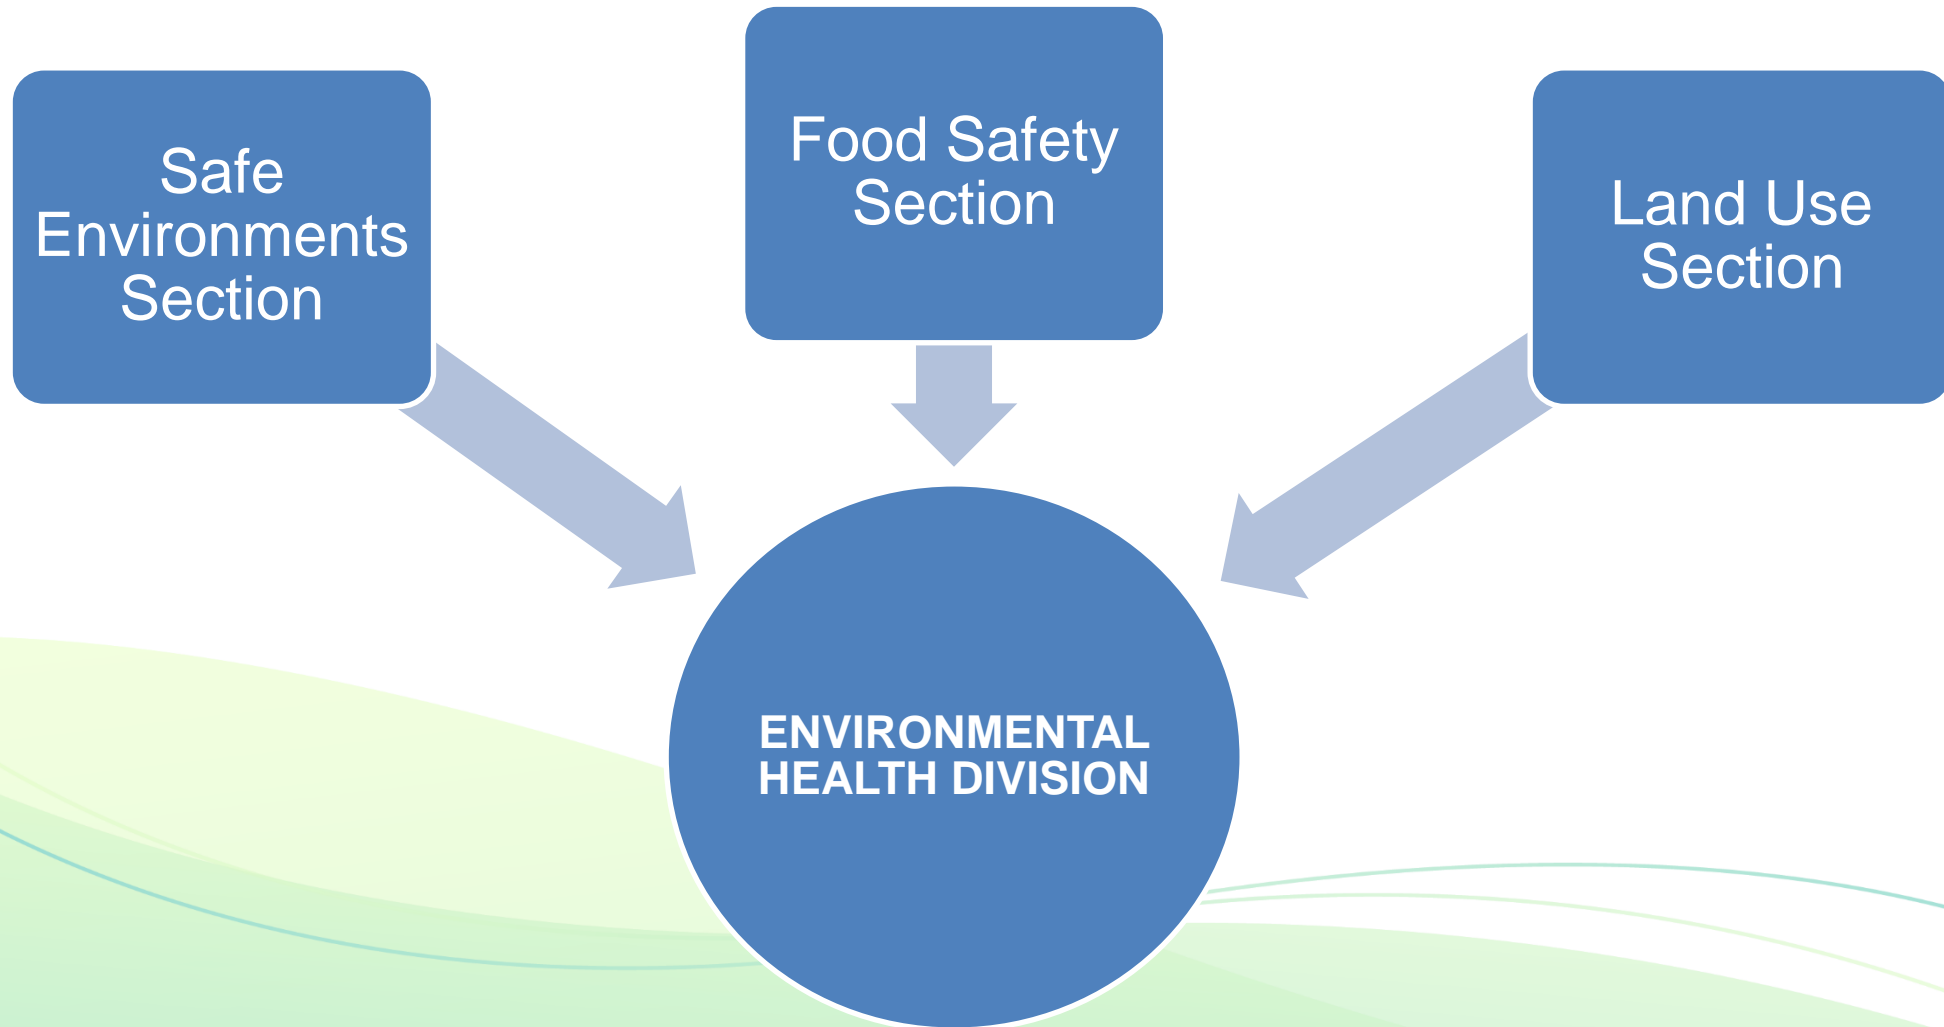 Safe
Environments
Section
Food Safety
Section
Land Use
Section
ENVIRONMENTAL
HEALTH DIVISION